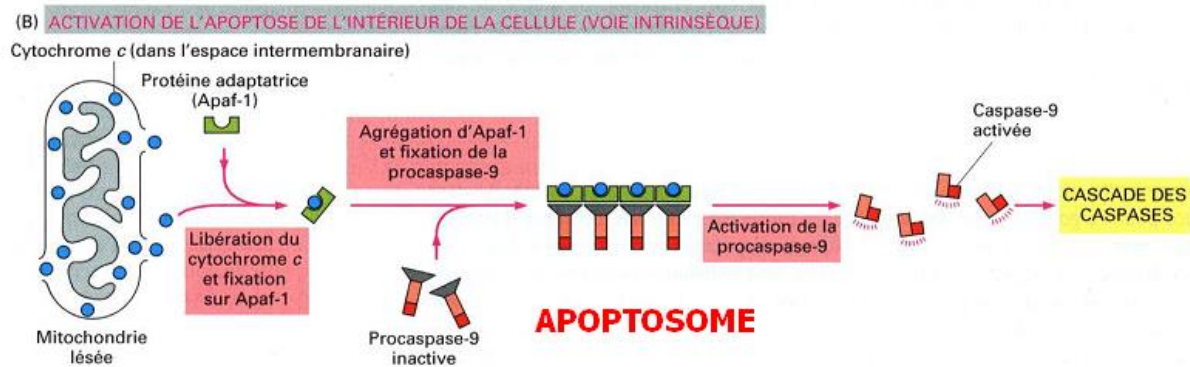 (B) ACTIVATION DE L'APOPTOSE DE L'INTÉRIEUR DE LA CELLULE (VOIE INTRINSÈQUE)
Cytochrome c (dans l'espace intermembranaire)
Protéine adaptatrice
(Apaf-1)
Mitochondrie
lésée
Libération du
cytochrome c
et fixation
sur Apaf-1
Agrégation d'Apaf-1
et fixation de la
procaspase-9
Procaspase-9
inactive
APOPTOSOME
Activation de la
procaspase-9
Caspase-9
activée
CASCADE DES
CASPASES